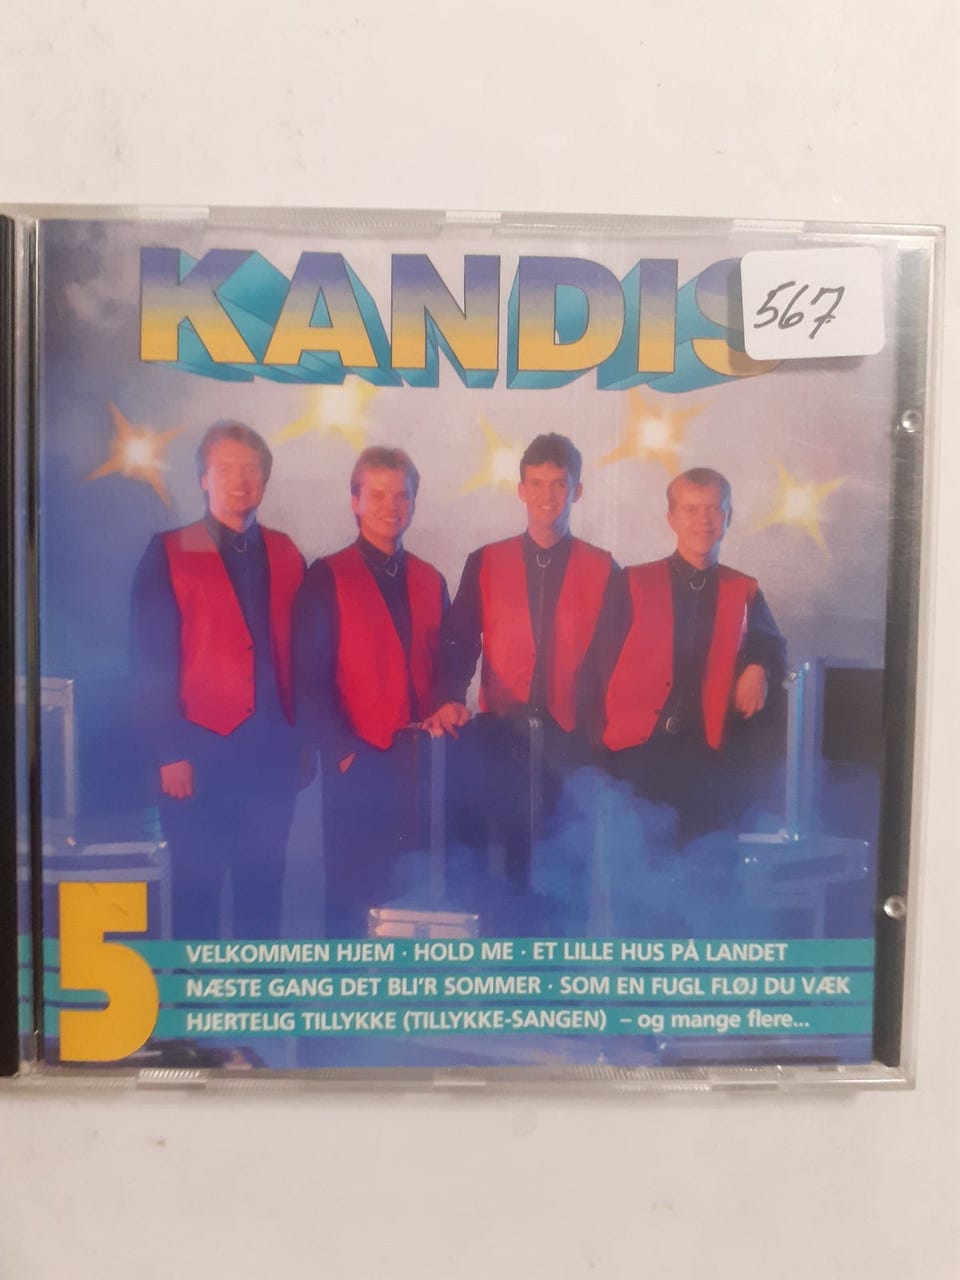 KANDIS
567
5
VELKOMMEN HJEM · HOLD ME · ET LILLE HUS PÅ LANDET
NÆSTE GANG DET BLI'R SOMMER · SOM EN FUGL FLØJ DU VÆK
HJERTELIG TILLYKKE (TILLYKKE-SANGEN) – og mange flere...